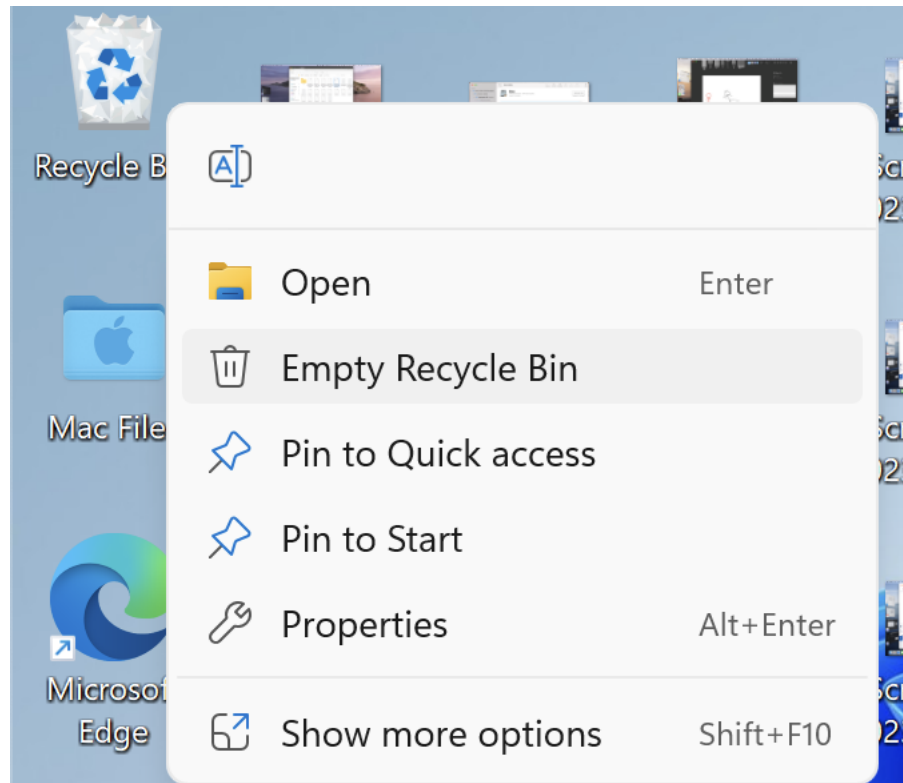 Recycle B
Open Enter
Empty Recycle Bin
Mac File
Pin to Quick access
Pin to Start
Properties Alt+Enter
Microsof
Edge
Show more options Shift+F10